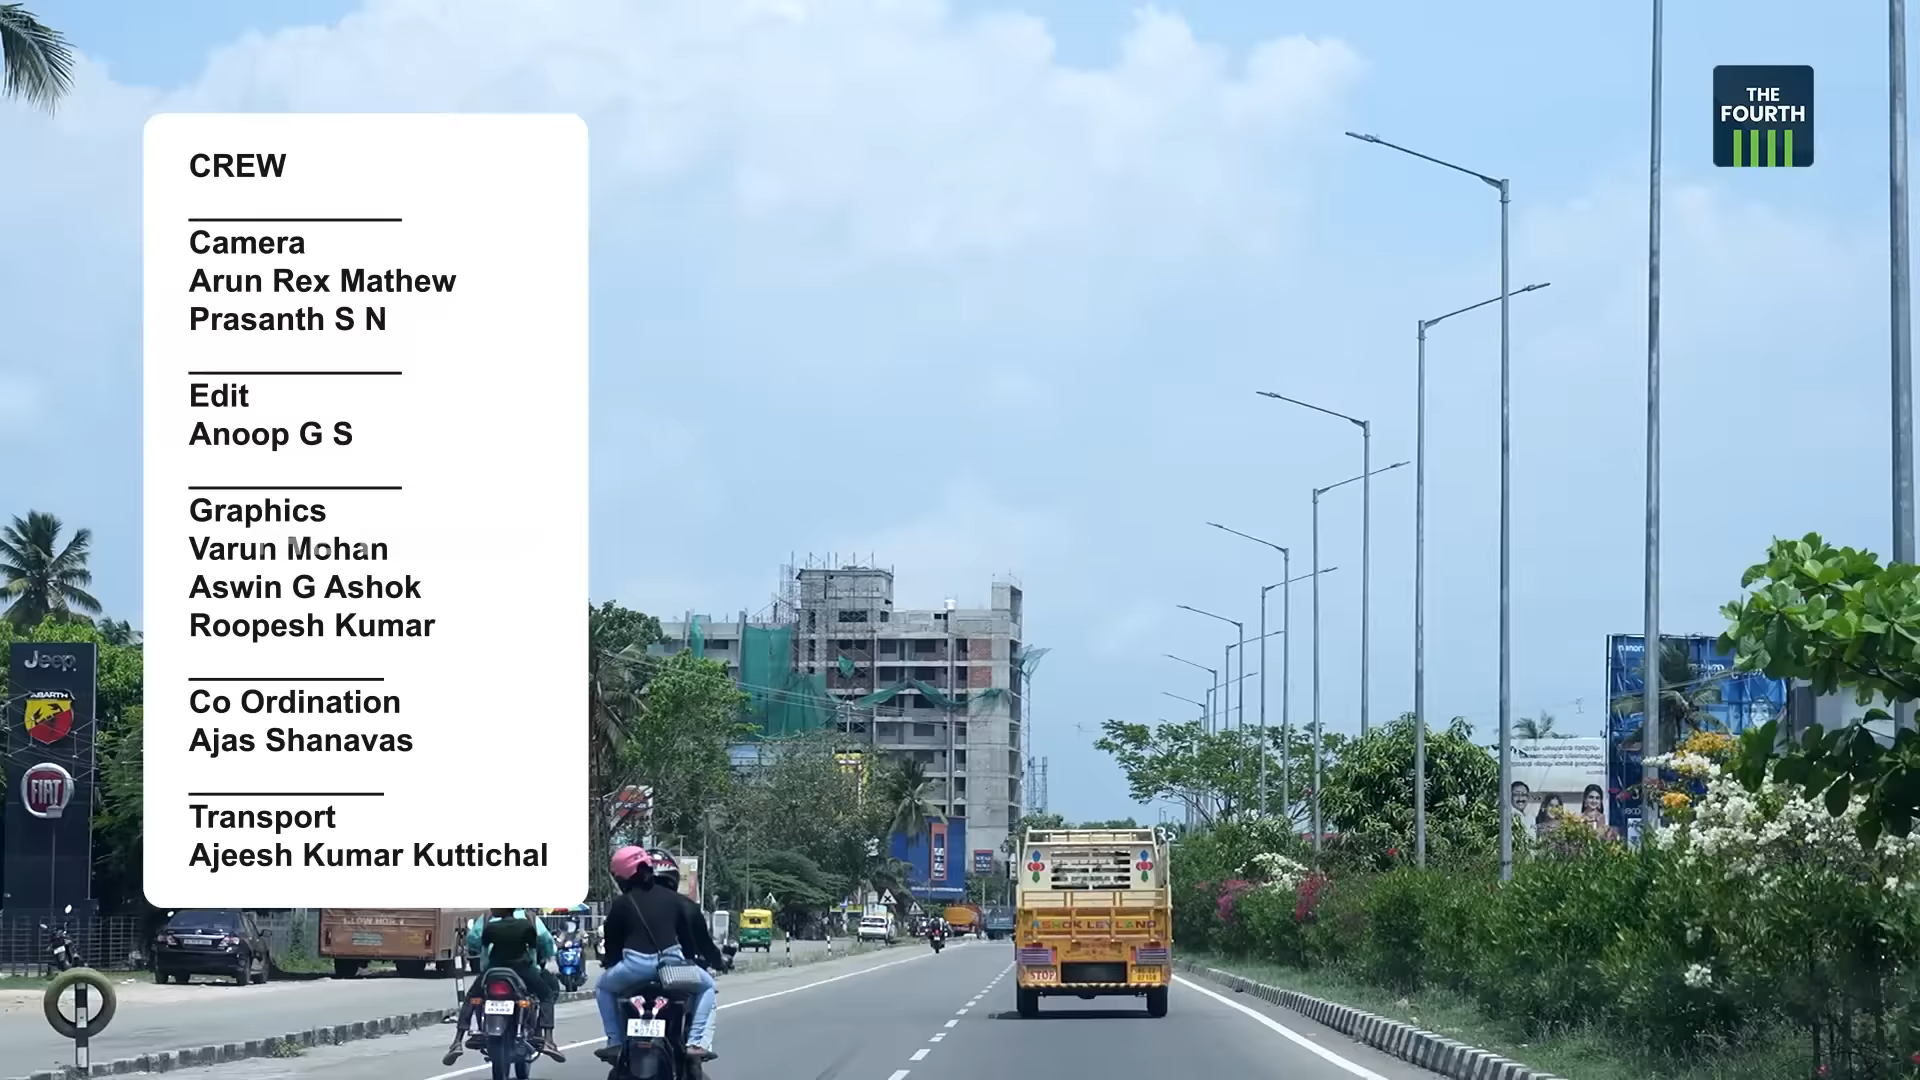 CREW
Camera
Arun Rex Mathew
Prasanth S N
Edit
Anoop G S
Graphics
Varun Mohan
Aswin G Ashok
Roopesh Kumar
Co Ordination
Ajas Shanavas
Transport
Ajeesh Kumar Kuttichal
THE
FOURTH
Jeep
ABARTH
FIAT
ASHOK LEYLAND
STOP